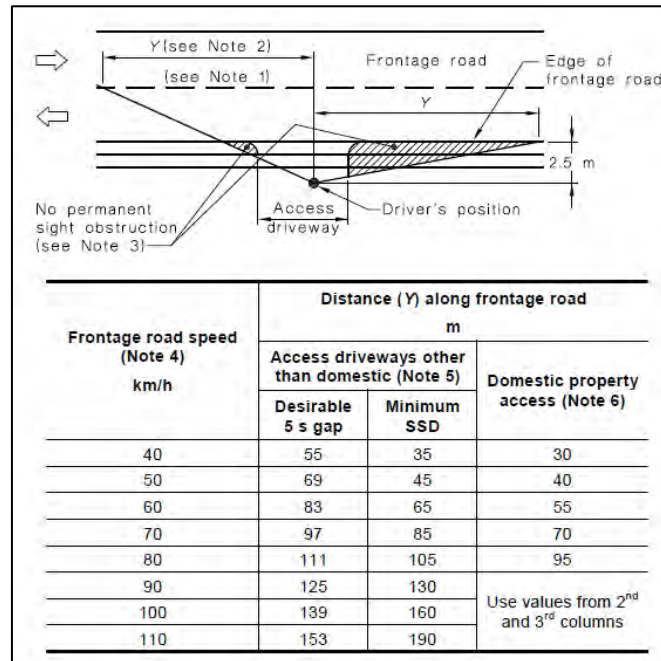 Y (see Note 2)
(see Note 1)
Frontage road
Edge of
frontage road
Y
2.5 m
No permanent
sight obstruction
(see Note 3)
Access
driveway
Driver's position
Frontage road speed
(Note 4)
km/h
Distance (Y) along frontage road
m
Access driveways other
than domestic (Note 5)
Domestic property
access (Note 6)
Desirable
5 s gap
Minimum
SSD
40 55 35 30
50 69 45 40
60 83 65 55
70 97 85 70
80 111 105 95
90 125 130
100 139 160
110 153 190
Use values from 2nd
and 3rd columns